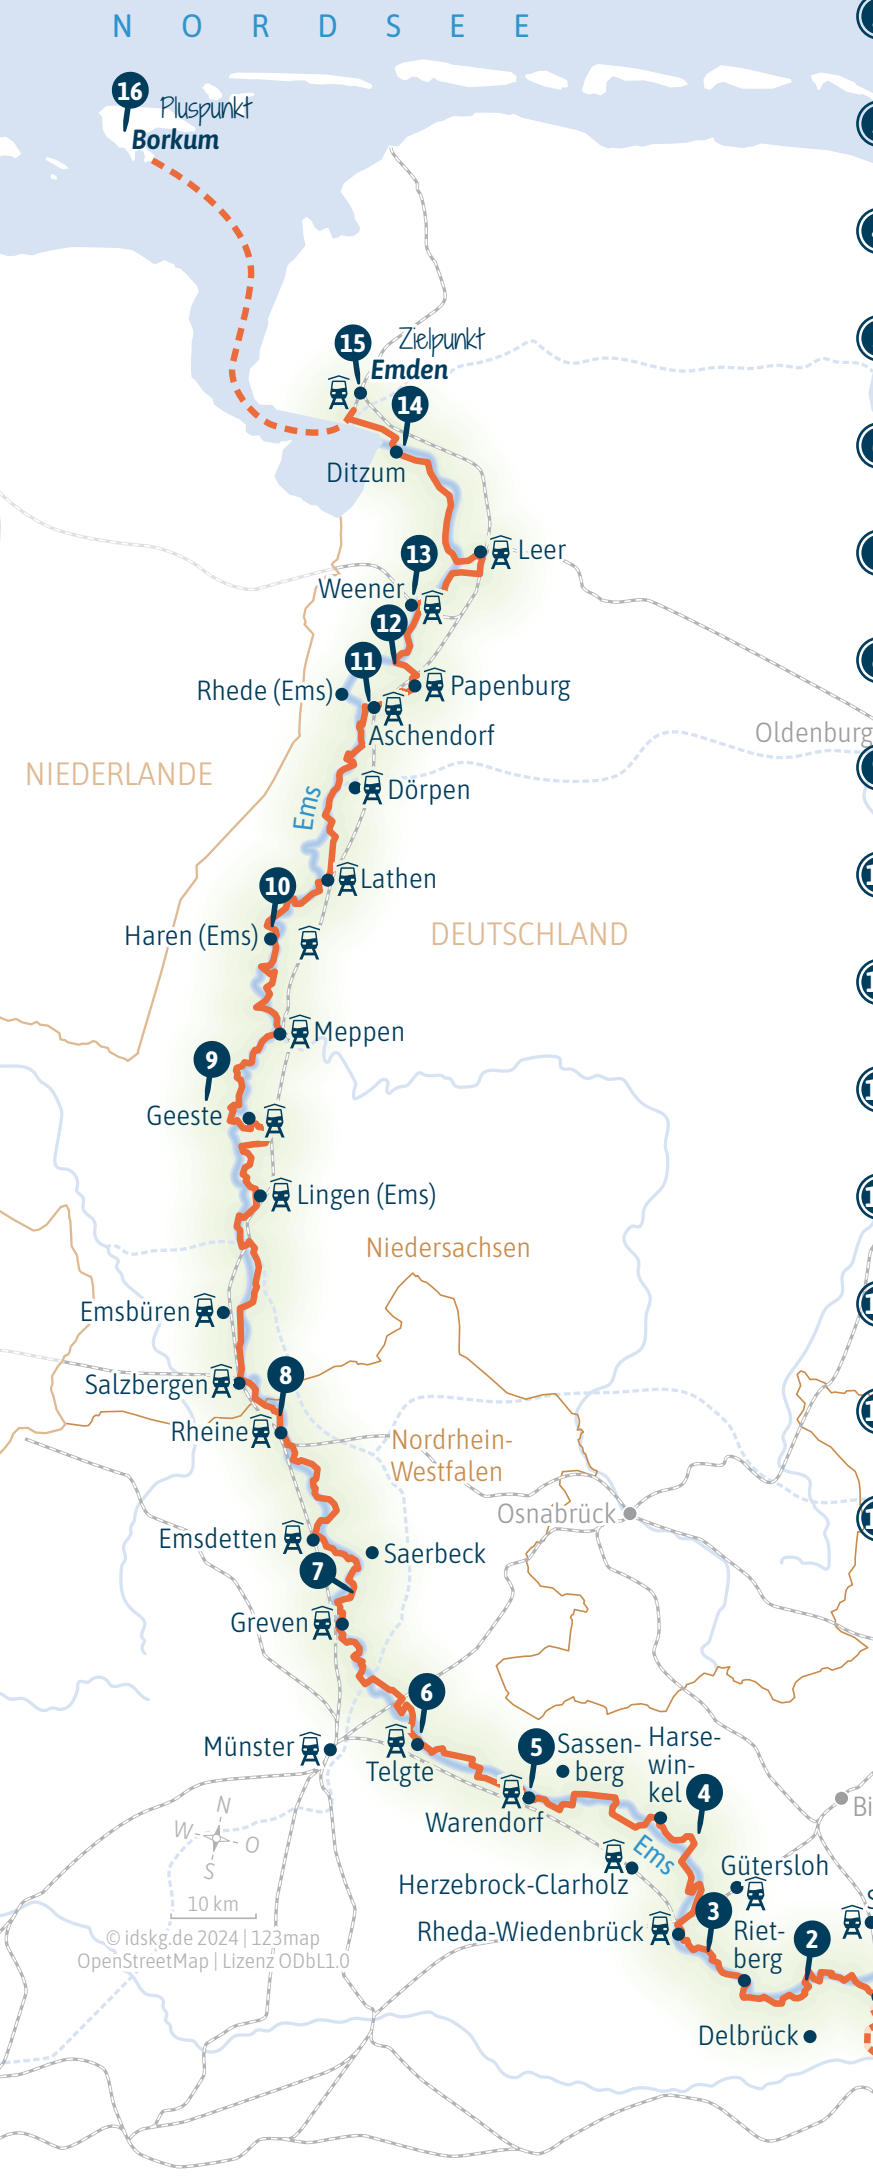 NORDSEE
16
Pluspunkt
Borkum
15
Zielpunkt
Emden
14
Ditzum
13
Leer
Weener
12
11
Rhede (Ems)
Papenburg
Aschendorf
Oldenburg
NIEDERLANDE
Dörpen
Ems
10
Lathen
Haren (Ems)
DEUTSCHLAND
Meppen
9
Geeste
Lingen (Ems)
Niedersachsen
Emsbüren
Salzbergen
8
Rheine
Nordrhein-
Westfalen
Osnabrück
Emsdetten
Saerbeck
7
Greven
6
Münster
Telgte
5
Sassen-
berg
Harse-
win-
kel
4
Warendorf
Ems
Gütersloh
Herzebrock-Clarholz
3
Rheda-Wiedenbrück
Riet-
berg
2
Delbrück
Bi
N
W
O
S
10 km
© idskg.de 2024 | 123map
OpenStreetMap | Lizenz ODbL1.0